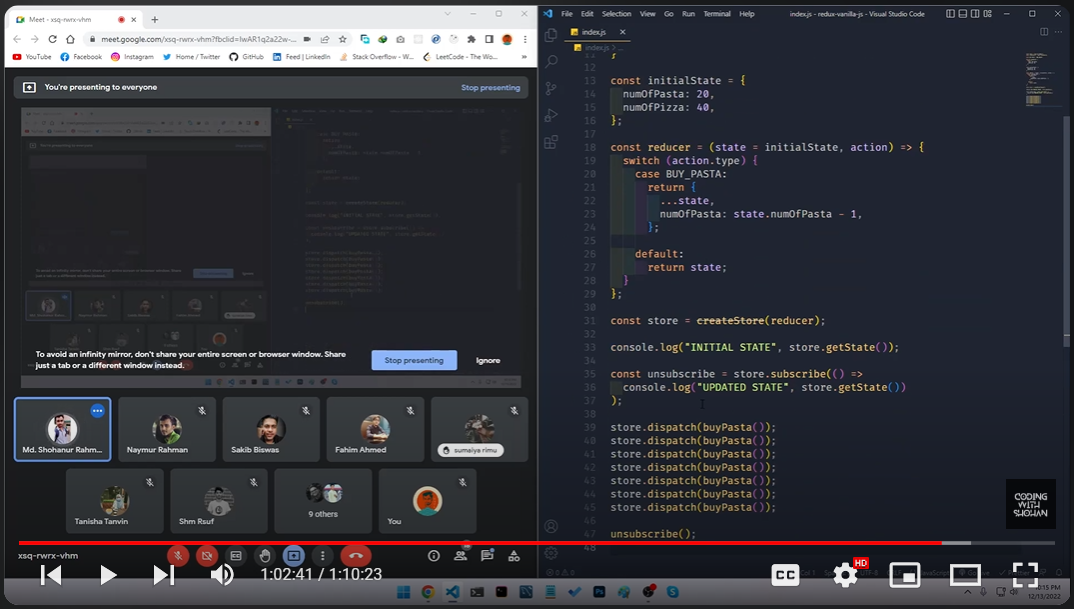 Meet - xsq-rwrx-vhm
File Edit Selection View Go Run Terminal Help
index.js - redux-vanilla-js - Visual Studio Code
meet.google.com/xsq-rwrx-vhm?fbclid=IwAR1q2a22w-...
YouTube Facebook Instagram Home / Twitter GitHub Feed | LinkedIn Stack Overflow - W... LeetCode - The Wo... »
You're presenting to everyone
Stop presenting
To avoid an infinity mirror, don't share your entire screen or browser window. Share
just a tab or a different window instead.
Stop presenting
Ignore
Md. Shohanur Rahm...
Naymur Rahman
Sakib Biswas
Fahim Ahmed
sumaiya rimu
Tanisha Tanvin
Shm Rsuf
9 others
You
xsq-rwrx-vhm
index.js
index.js > ...
12 }
13 const initialState = {
14 numOfPasta: 20,
15 numOfPizza: 40,
16 };
17
18 const reducer = (state = initialState, action) => {
19 switch (action.type) {
20 case BUY_PASTA:
21 return {
22 ...state,
23 numOfPasta: state.numOfPasta - 1,
24 };
25
26 default:
27 return state;
28 }
29 };
30
31 const store = createStore(reducer);
32
33 console.log("INITIAL STATE", store.getState());
34
35 const unsubscribe = store.subscribe(() =>
36 console.log("UPDATED STATE", store.getState())
37 );
38
39 store.dispatch(buyPasta());
40 store.dispatch(buyPasta());
41 store.dispatch(buyPasta());
42 store.dispatch(buyPasta());
43 store.dispatch(buyPasta());
44 store.dispatch(buyPasta());
45 store.dispatch(buyPasta());
46
47 unsubscribe();
48
CODING
WITH
SHOHAN
1:02:41 / 1:10:23
CC
HD
10:15 PM
12/13/2022